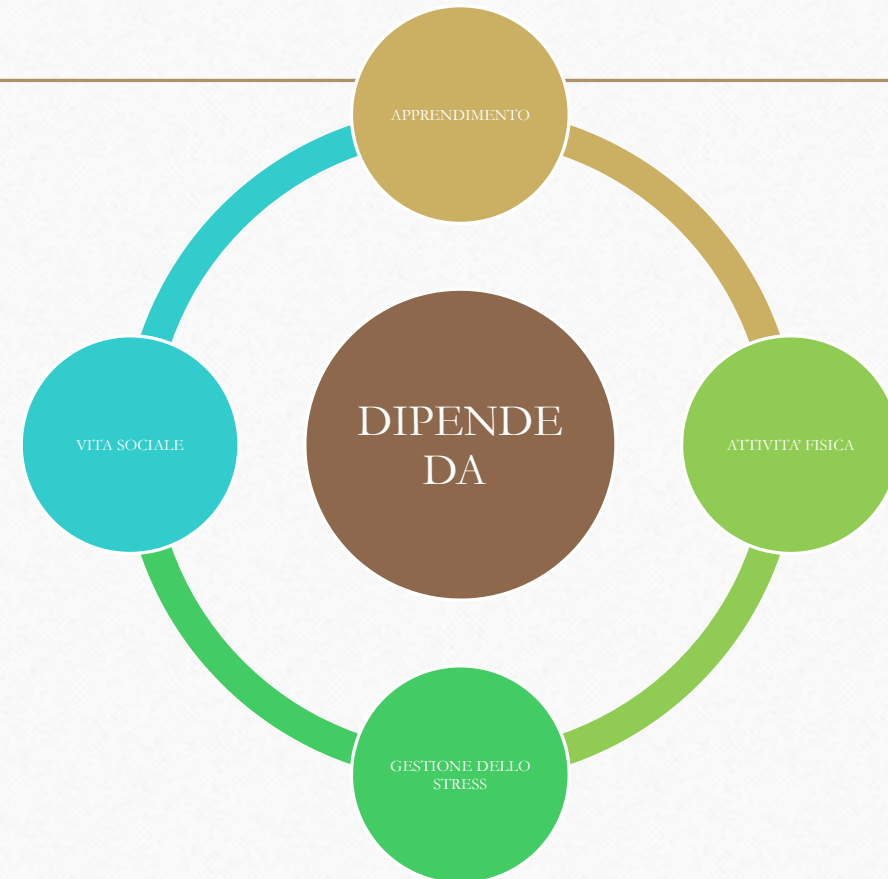 APPRENDIMENTO
DIPENDE
DA
VITA SOCIALE
ATTIVITA' FISICA
GESTIONE DELLO
STRESS